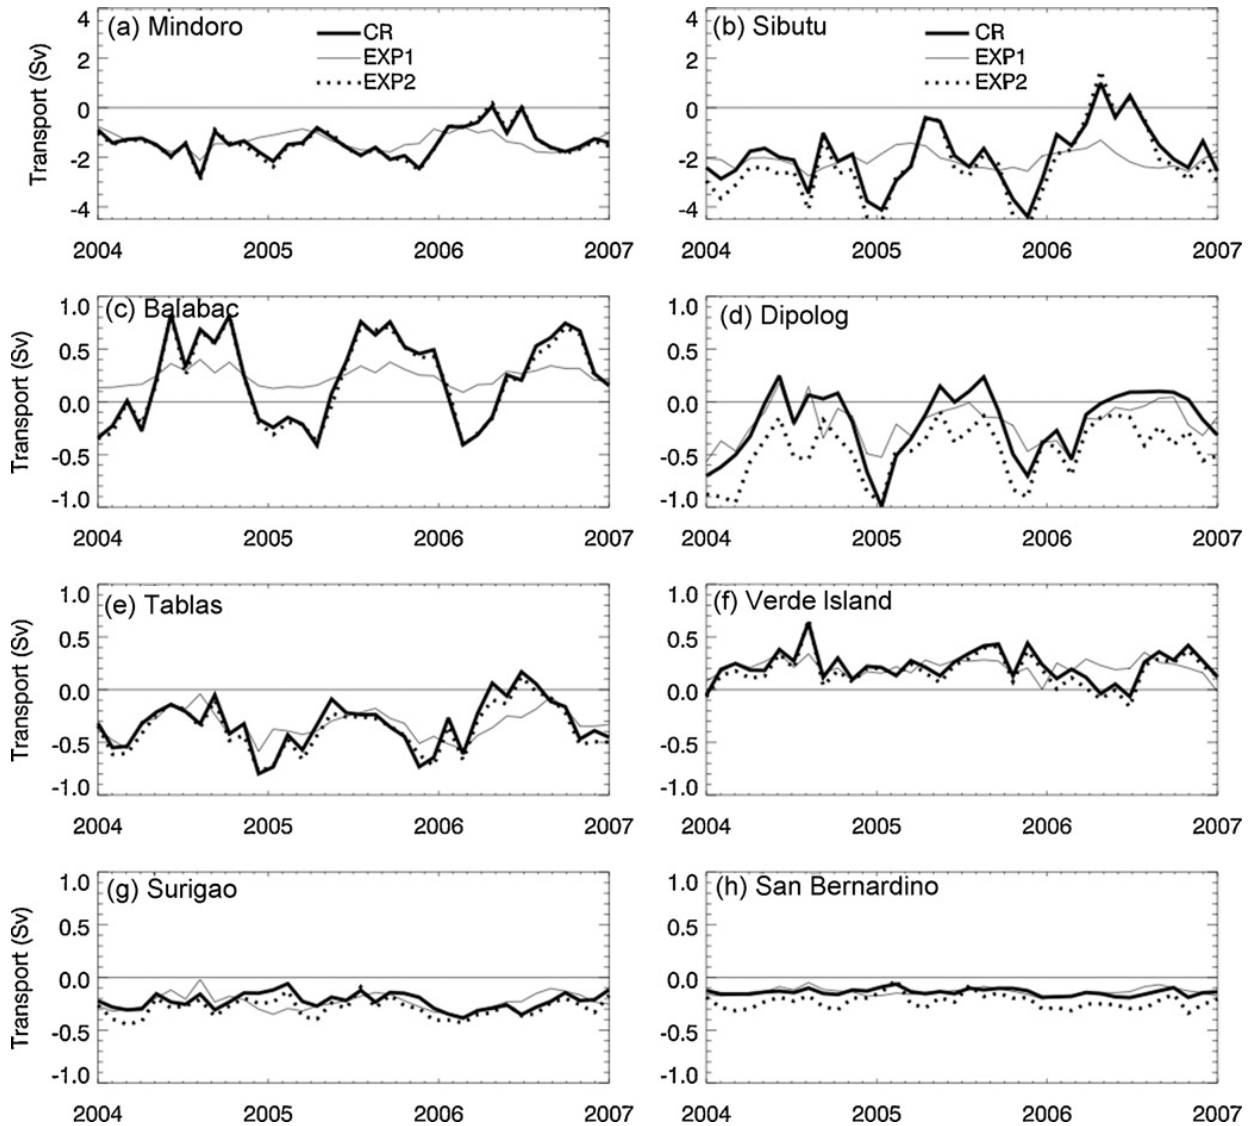 (a) Mindoro
CR
EXP1
EXP2
4
2
0
-2
-4
Transport (Sv)
2004 2005 2006 2007
(b) Sibutu
CR
EXP1
EXP2
4
2
0
-2
-4
2004 2005 2006 2007
(c) Balabac
1.0
0.5
0.0
-0.5
-1.0
Transport (Sv)
2004 2005 2006 2007
(d) Dipolog
1.0
0.5
0.0
-0.5
-1.0
2004 2005 2006 2007
(e) Tablas
1.0
0.5
0.0
-0.5
-1.0
Transport (Sv)
2004 2005 2006 2007
(f) Verde Island
1.0
0.5
0.0
-0.5
-1.0
2004 2005 2006 2007
(g) Surigao
1.0
0.5
0.0
-0.5
-1.0
Transport (Sv)
2004 2005 2006 2007
(h) San Bernardino
1.0
0.5
0.0
-0.5
-1.0
2004 2005 2006 2007